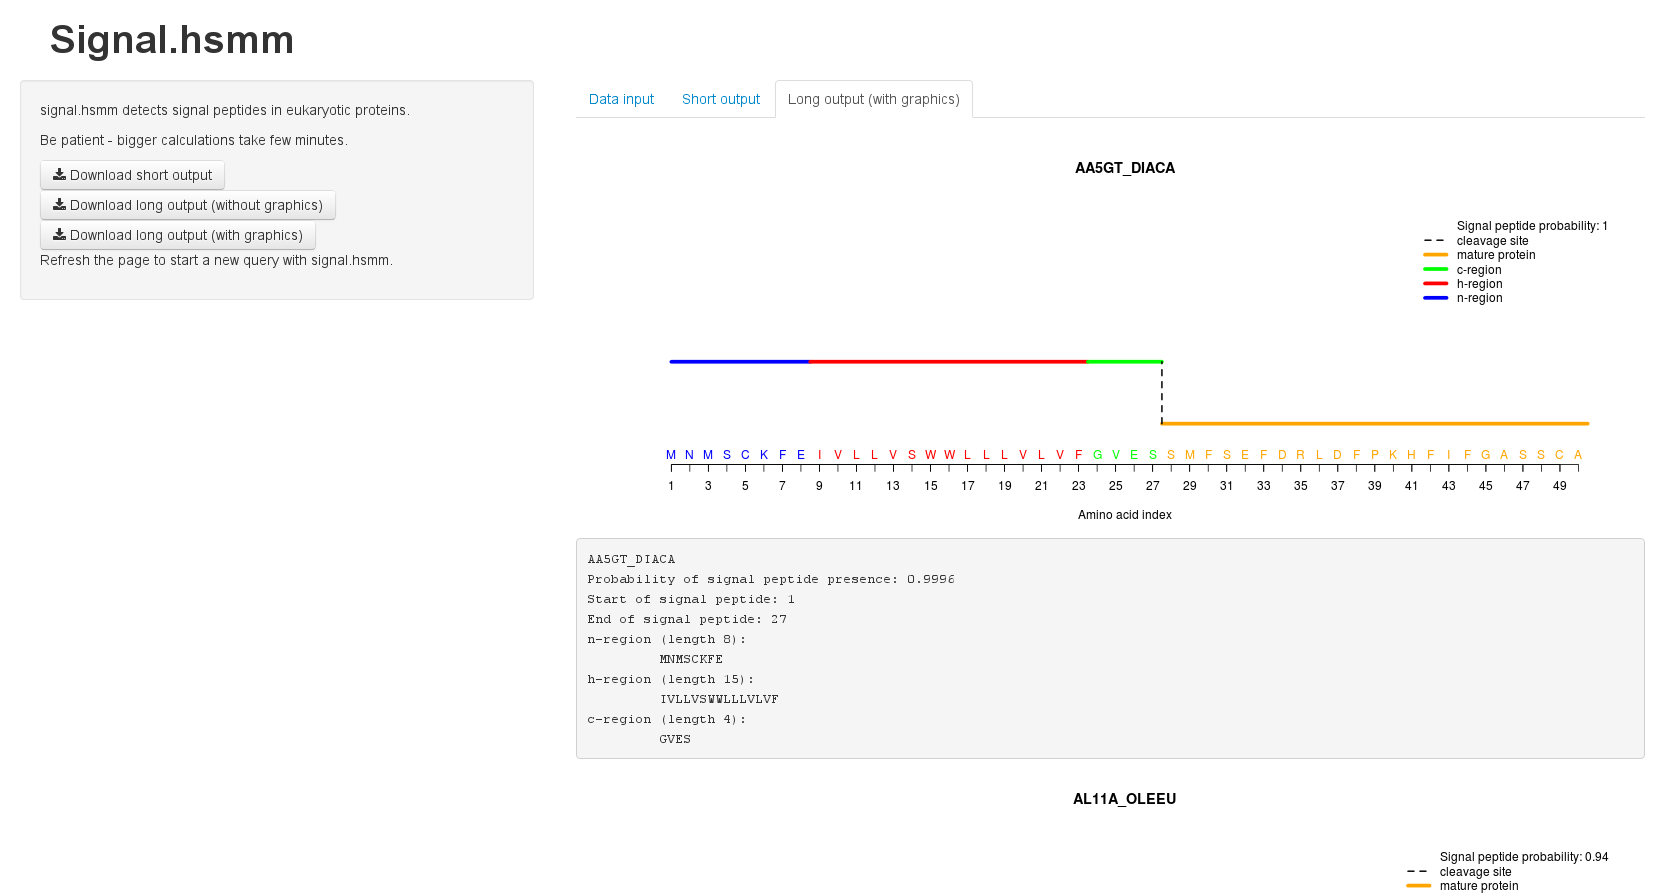 Signal.hsmm
signal.hsmm detects signal peptides in eukaryotic proteins.
Be patient - bigger calculations take few minutes.
Download short output
Download long output (without graphics)
Download long output (with graphics)
Refresh the page to start a new query with signal.hsmm.
Data input Short output Long output (with graphics)
AA5GT_DIACA
Signal peptide probability: 1
cleavage site
mature protein
c-region
h-region
n-region
M N M S C K F E I V L L V S W W L L L V L V F G V E S S M F S E F D R L D F P K H F I F G A S S C A
1 3 5 7 9 11 13 15 17 19 21 23 25 27 29 31 33 35 37 39 41 43 45 47 49
Amino acid index
AA5GT_DIACA
Probability of signal peptide presence: 0.9996
Start of signal peptide: 1
End of signal peptide: 27
n-region (length 8):
MNMSCKFE
h-region (length 15):
IVLLVSWWLLLVLVF
c-region (length 4):
GVES
AL11A_OLEEU
Signal peptide probability: 0.94
cleavage site
mature protein